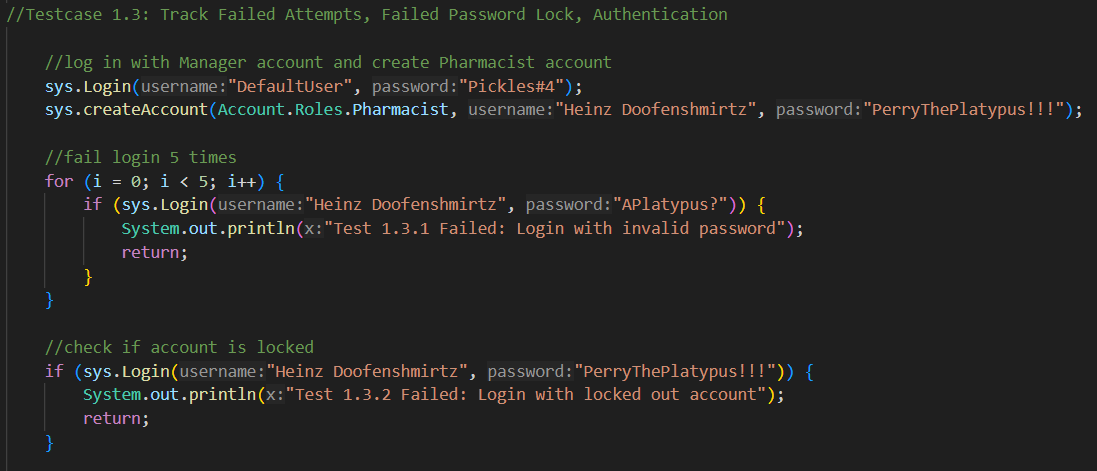 //Testcase 1.3: Track Failed Attempts, Failed Password Lock, Authentication
//log in with Manager account and create Pharmacist account
sys.Login(username:"DefaultUser", password:"Pickles#4");
sys.createAccount(Account.Roles.Pharmacist, username:"Heinz Doofenshmirtz", password:"PerryThePlatypus!!!");
//fail login 5 times
for (i = 0; i < 5; i++) {
if (sys.Login(username:"Heinz Doofenshmirtz", password:"APlatypus?")) {
System.out.println(x:"Test 1.3.1 Failed: Login with invalid password");
return;
}
}
//check if account is locked
if (sys.Login(username:"Heinz Doofenshmirtz", password:"PerryThePlatypus!!!")) {
System.out.println(x:"Test 1.3.2 Failed: Login with locked out account");
return;
}